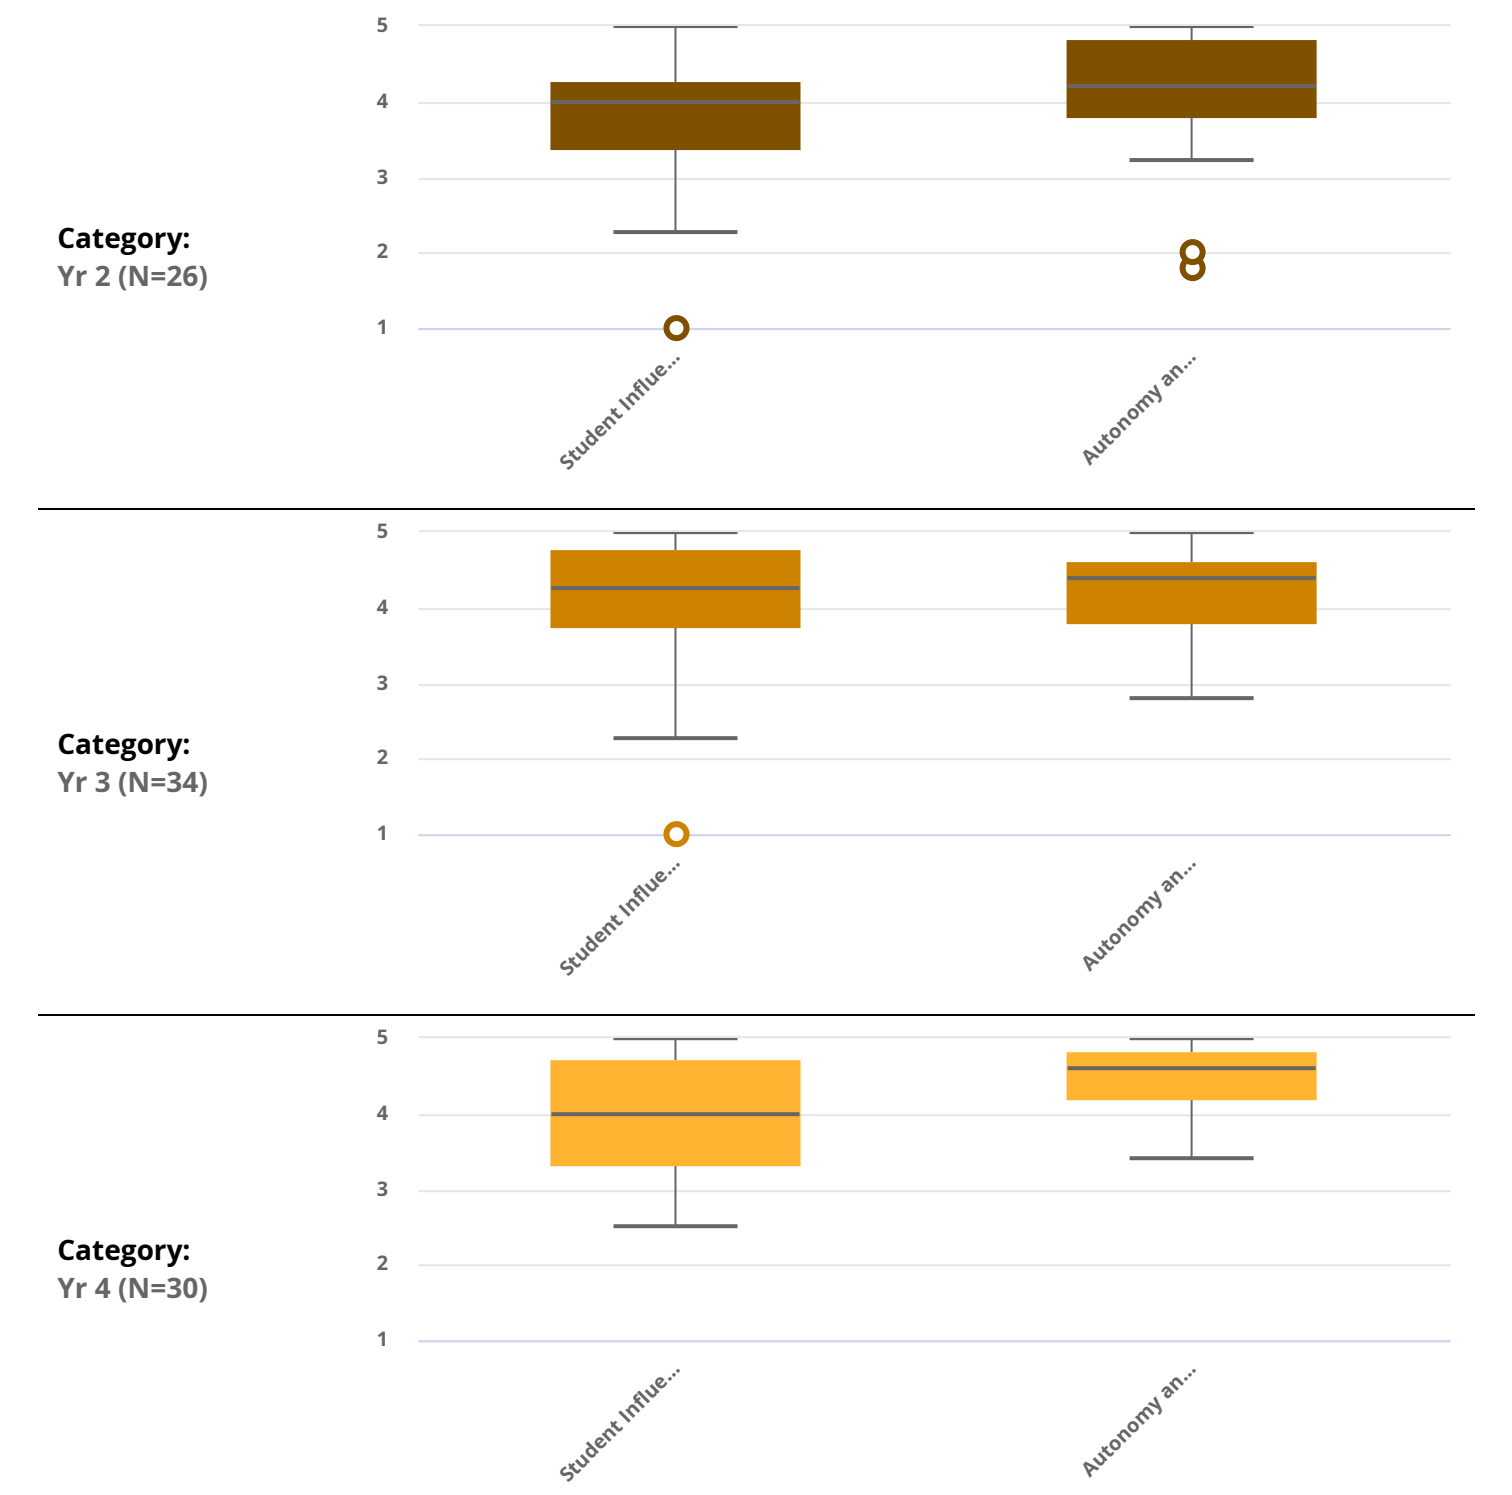 5
4
3
2
1
Category:
Yr 2 (N=26)
Student Influe...
Autonomy an...
5
4
3
2
1
Category:
Yr 3 (N=34)
Student Influe...
Autonomy an...
5
4
3
2
1
Category:
Yr 4 (N=30)
Student Influe...
Autonomy an...